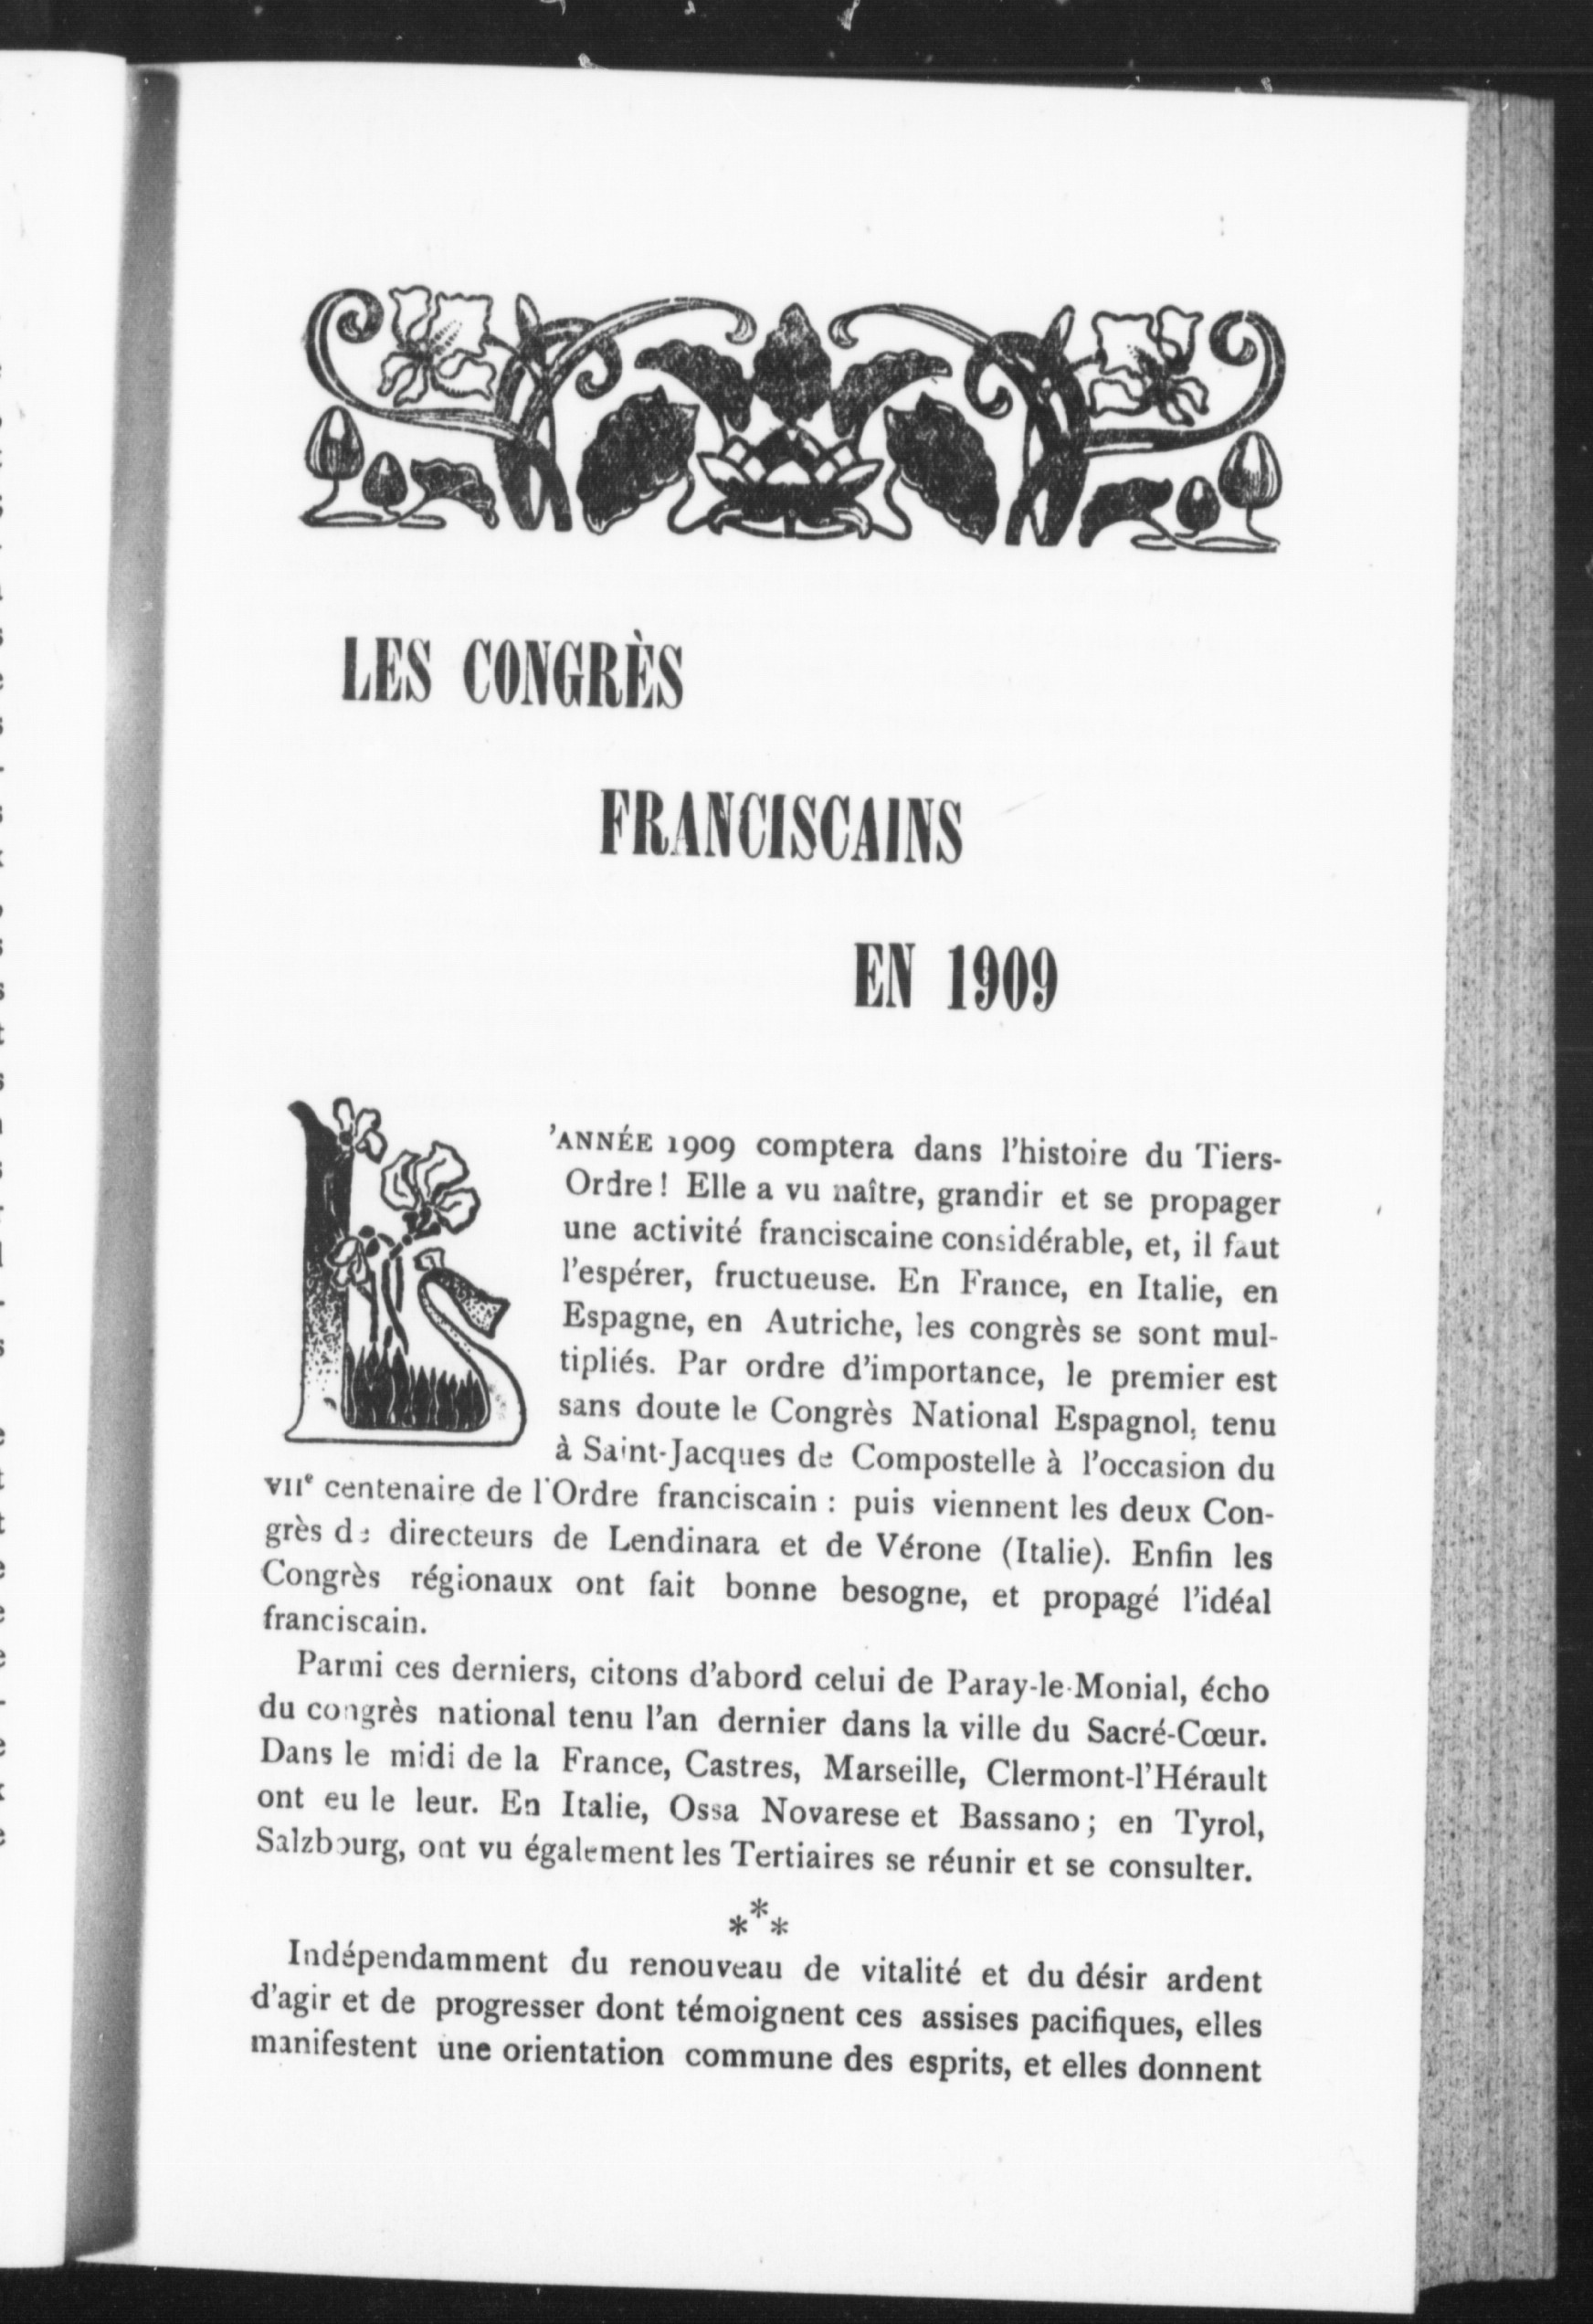 LES CONGRÈS
FRANCISCAINS
EN 1909
L'ANNÉE 1909 comptera dans l'histoire du Tiers-
Ordre ! Elle a vu naître, grandir et se propager
une activité franciscaine considérable, et, il faut
l'espérer, fructueuse. En France, en Italie, en
Espagne, en Autriche, les congrès se sont mul-
tipliés. Par ordre d'importance, le premier est
sans doute le Congrès National Espagnol, tenu
à Saint-Jacques de Compostelle à l'occasion du
VIIe centenaire de l'Ordre franciscain : puis viennent les deux Con-
grès de directeurs de Lendinara et de Vérone (Italie). Enfin les
Congrès régionaux ont fait bonne besogne, et propagé l'idéal
franciscain.
Parmi ces derniers, citons d'abord celui de Paray-le-Monial, écho
du congrès national tenu l'an dernier dans la ville du Sacré-Cœur.
Dans le midi de la France, Castres, Marseille, Clermont-l'Hérault
ont eu le leur. En Italie, Ossa Novarese et Bassano ; en Tyrol,
Salzbourg, ont vu également les Tertiaires se réunir et se consulter.
***
Indépendamment du renouveau de vitalité et du désir ardent
d'agir et de progresser dont témoignent ces assises pacifiques, elles
manifestent une orientation commune des esprits, et elles donnent